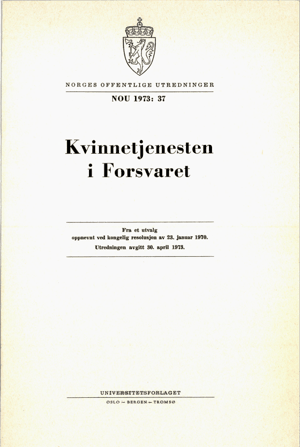 NORGES OFFENTLIGE UTREDNINGER
NOU 1973: 37
Kvinnetjenesten
i Forsvaret
Fra et utvalg
oppnevnt ved kongelig resolusjon av 23. januar 1970.
Utredningen avgitt 30. april 1973.
UNIVERSITETSFORLAGET
OSLO — BERGEN — TROMSØ